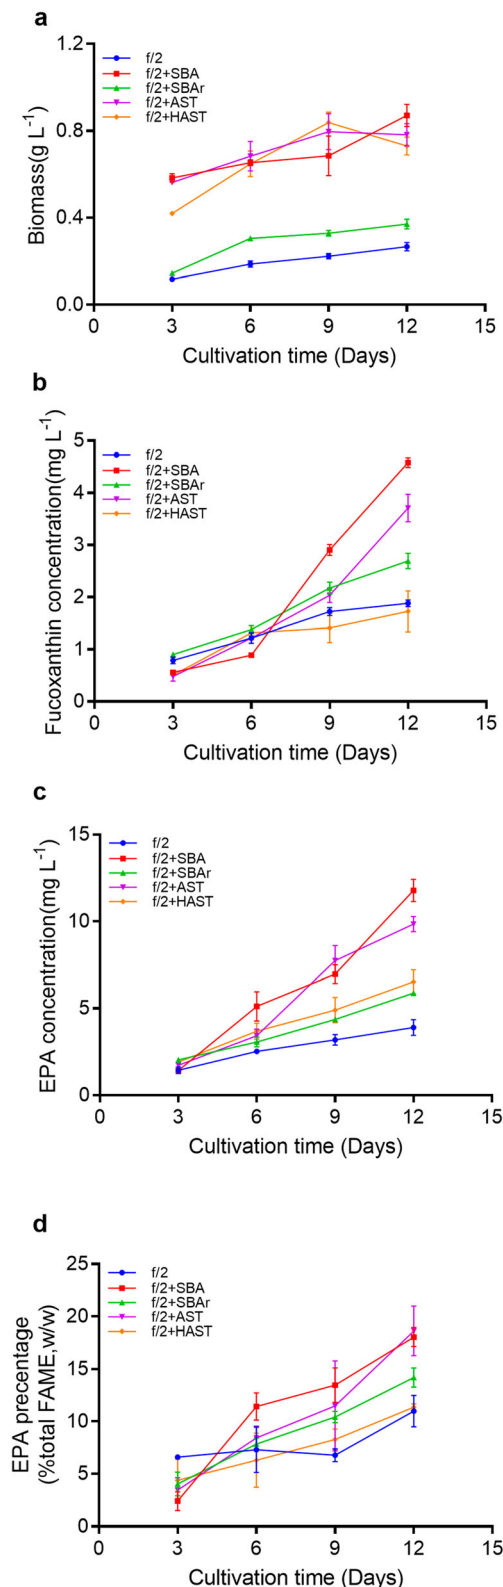 a
1.2
0.8
0.4
0.0
Biomass(g L-1)
f/2
f/2+SBA
f/2+SBAr
f/2+AST
f/2+HAST
0 3 6 9 12 15
Cultivation time (Days)
b
5
4
3
2
1
0
Fucoxanthin concentration(mg L-1)
f/2
f/2+SBA
f/2+SBAr
f/2+AST
f/2+HAST
0 3 6 9 12 15
Cultivation time (Days)
c
15
10
5
0
EPA concentration(mg L-1)
f/2
f/2+SBA
f/2+SBAr
f/2+AST
f/2+HAST
0 3 6 9 12 15
Cultivation time (Days)
d
25
20
15
10
5
0
EPA precentage
(%total FAME,w/w)
f/2
f/2+SBA
f/2+SBAr
f/2+AST
f/2+HAST
0 3 6 9 12 15
Cultivation time (Days)